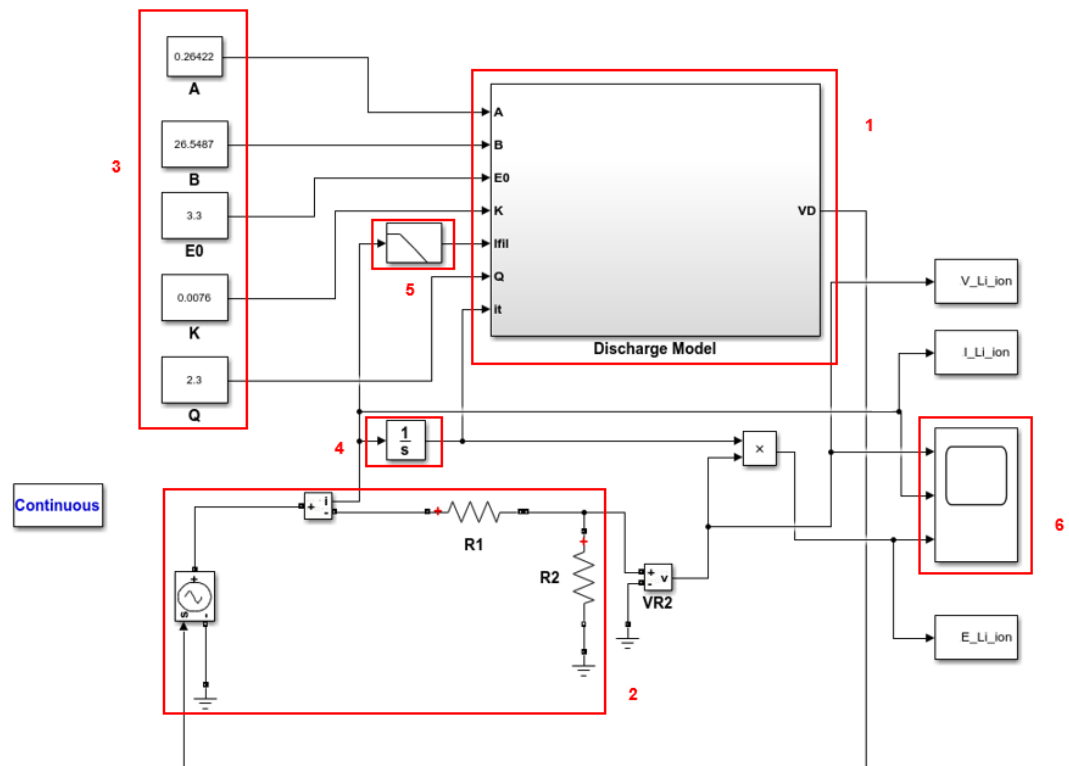 0.26422
A
26.5487
B
3.3
E0
0.0076
K
2.3
Q
3
A
B
E0
K
Ifil
Q
it
VD
Discharge Model
1
5
V_Li_ion
I_Li_ion
4
1
s
×
6
Continuous
+
i
-
+
R1
+
R2
+
s
-
+
-
v
VR2
E_Li_ion
2